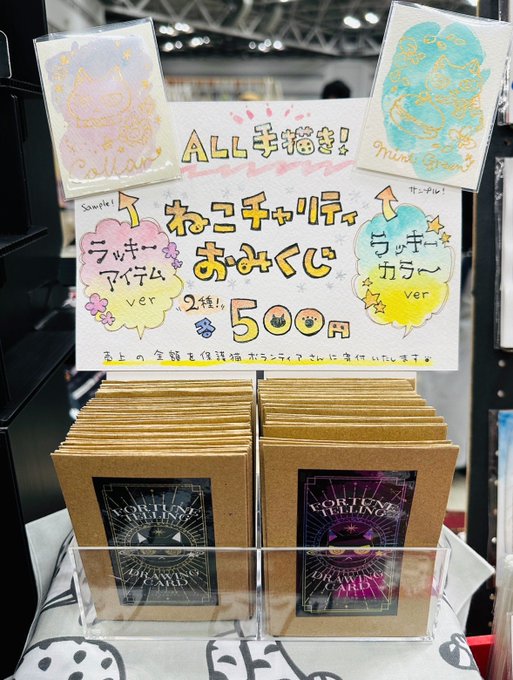 Mint Green
ALL手描き!
Sample!
サンプル!
ねこチャリティ
おみくじ
ラッキー
アイテム
ver
ラッキー
カラー
ver
2種!
各500円
売上の全額を保護猫ボランティアさんに寄付いたします
FORTUNE
TELLING
DRAWING
CARD
FORTUNE
TELLING
DRAWING
CARD